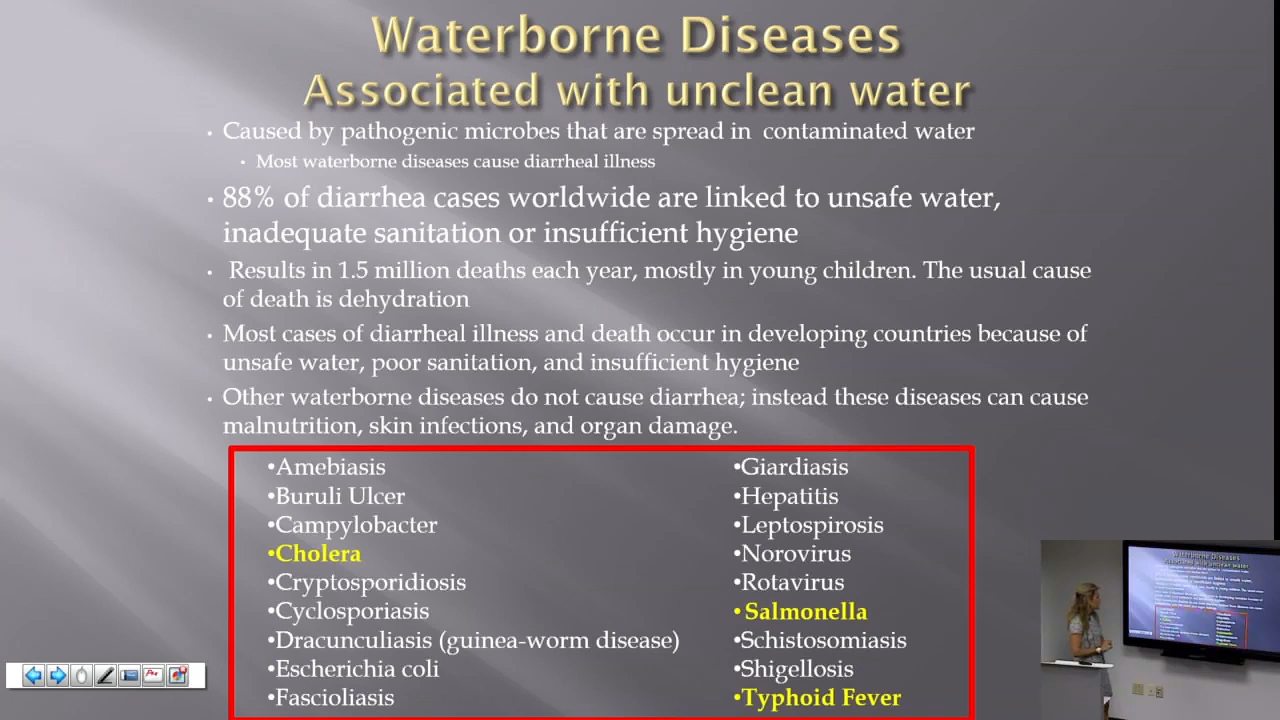 Waterborne Diseases
Associated with unclean water
• Caused by pathogenic microbes that are spread in contaminated water
• Most waterborne diseases cause diarrheal illness
• 88% of diarrhea cases worldwide are linked to unsafe water,
inadequate sanitation or insufficient hygiene
• Results in 1.5 million deaths each year, mostly in young children. The usual cause
of death is dehydration
• Most cases of diarrheal illness and death occur in developing countries because of
unsafe water, poor sanitation, and insufficient hygiene
• Other waterborne diseases do not cause diarrhea; instead these diseases can cause
malnutrition, skin infections, and organ damage.
•Amebiasis
•Buruli Ulcer
•Campylobacter
•Cholera
•Cryptosporidiosis
•Cyclosporiasis
•Dracunculiasis (guinea-worm disease)
•Escherichia coli
•Fascioliasis
•Giardiasis
•Hepatitis
•Leptospirosis
•Norovirus
•Rotavirus
•Salmonella
•Schistosomiasis
•Shigellosis
•Typhoid Fever
Waterborne Diseases
Associated with unclean water